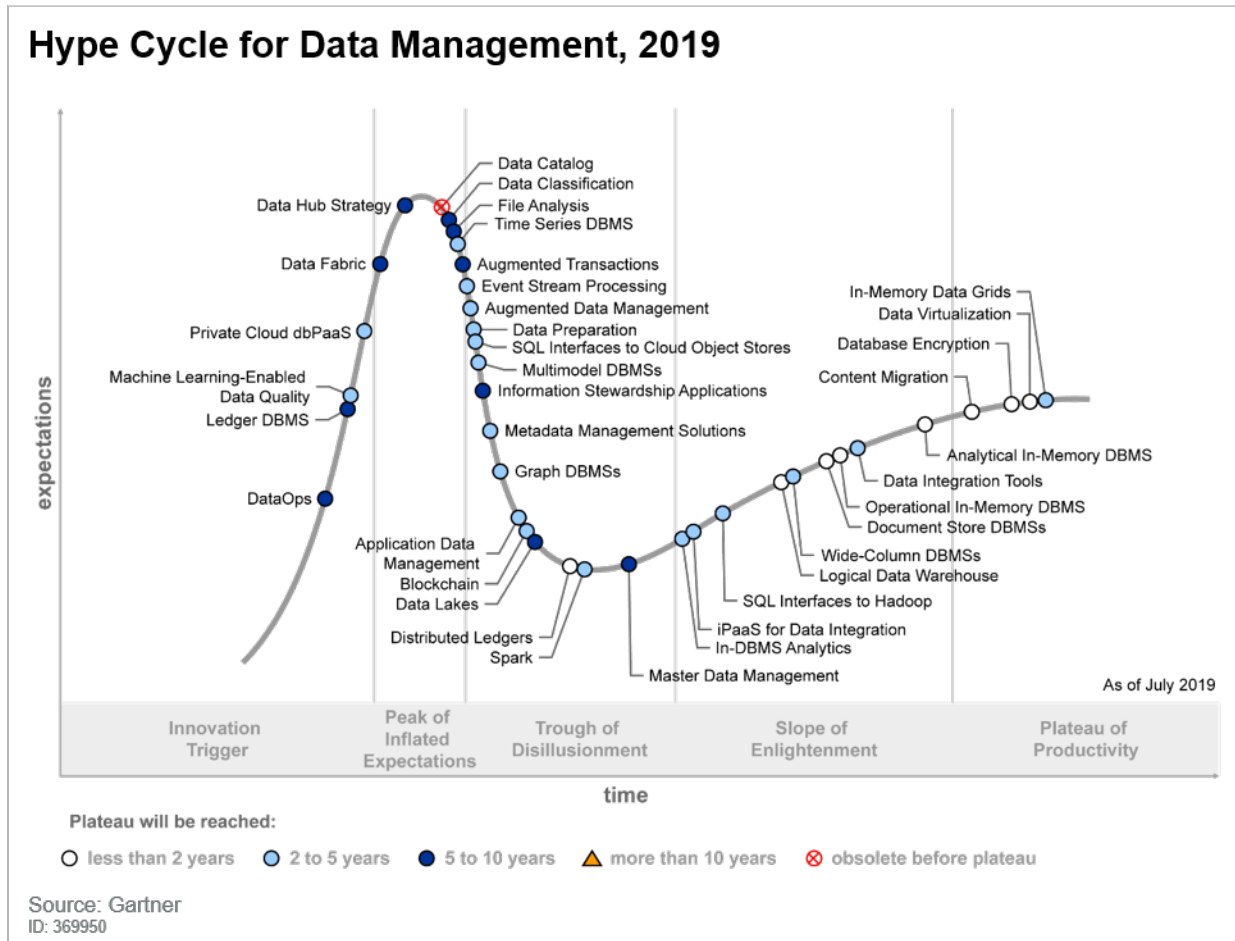 Hype Cycle for Data Management, 2019
expectations
Data Hub Strategy
Data Fabric
Private Cloud dbPaaS
Machine Learning-Enabled
Data Quality
Ledger DBMS
DataOps
Data Catalog
Data Classification
File Analysis
Time Series DBMS
Augmented Transactions
Event Stream Processing
Augmented Data Management
Data Preparation
SQL Interfaces to Cloud Object Stores
Multimodel DBMSs
Information Stewardship Applications
Metadata Management Solutions
Graph DBMSs
Application Data
Management
Blockchain
Data Lakes
Distributed Ledgers
Spark
Master Data Management
In-DBMS Analytics
iPaaS for Data Integration
SQL Interfaces to Hadoop
Logical Data Warehouse
Wide-Column DBMSs
Document Store DBMSs
Operational In-Memory DBMS
Data Integration Tools
Analytical In-Memory DBMS
Content Migration
Database Encryption
Data Virtualization
In-Memory Data Grids
As of July 2019
Innovation
Trigger
Peak of
Inflated
Expectations
Trough of
Disillusionment
Slope of
Enlightenment
Plateau of
Productivity
time
Plateau will be reached:
less than 2 years
2 to 5 years
5 to 10 years
more than 10 years
obsolete before plateau
Source: Gartner
ID: 369950